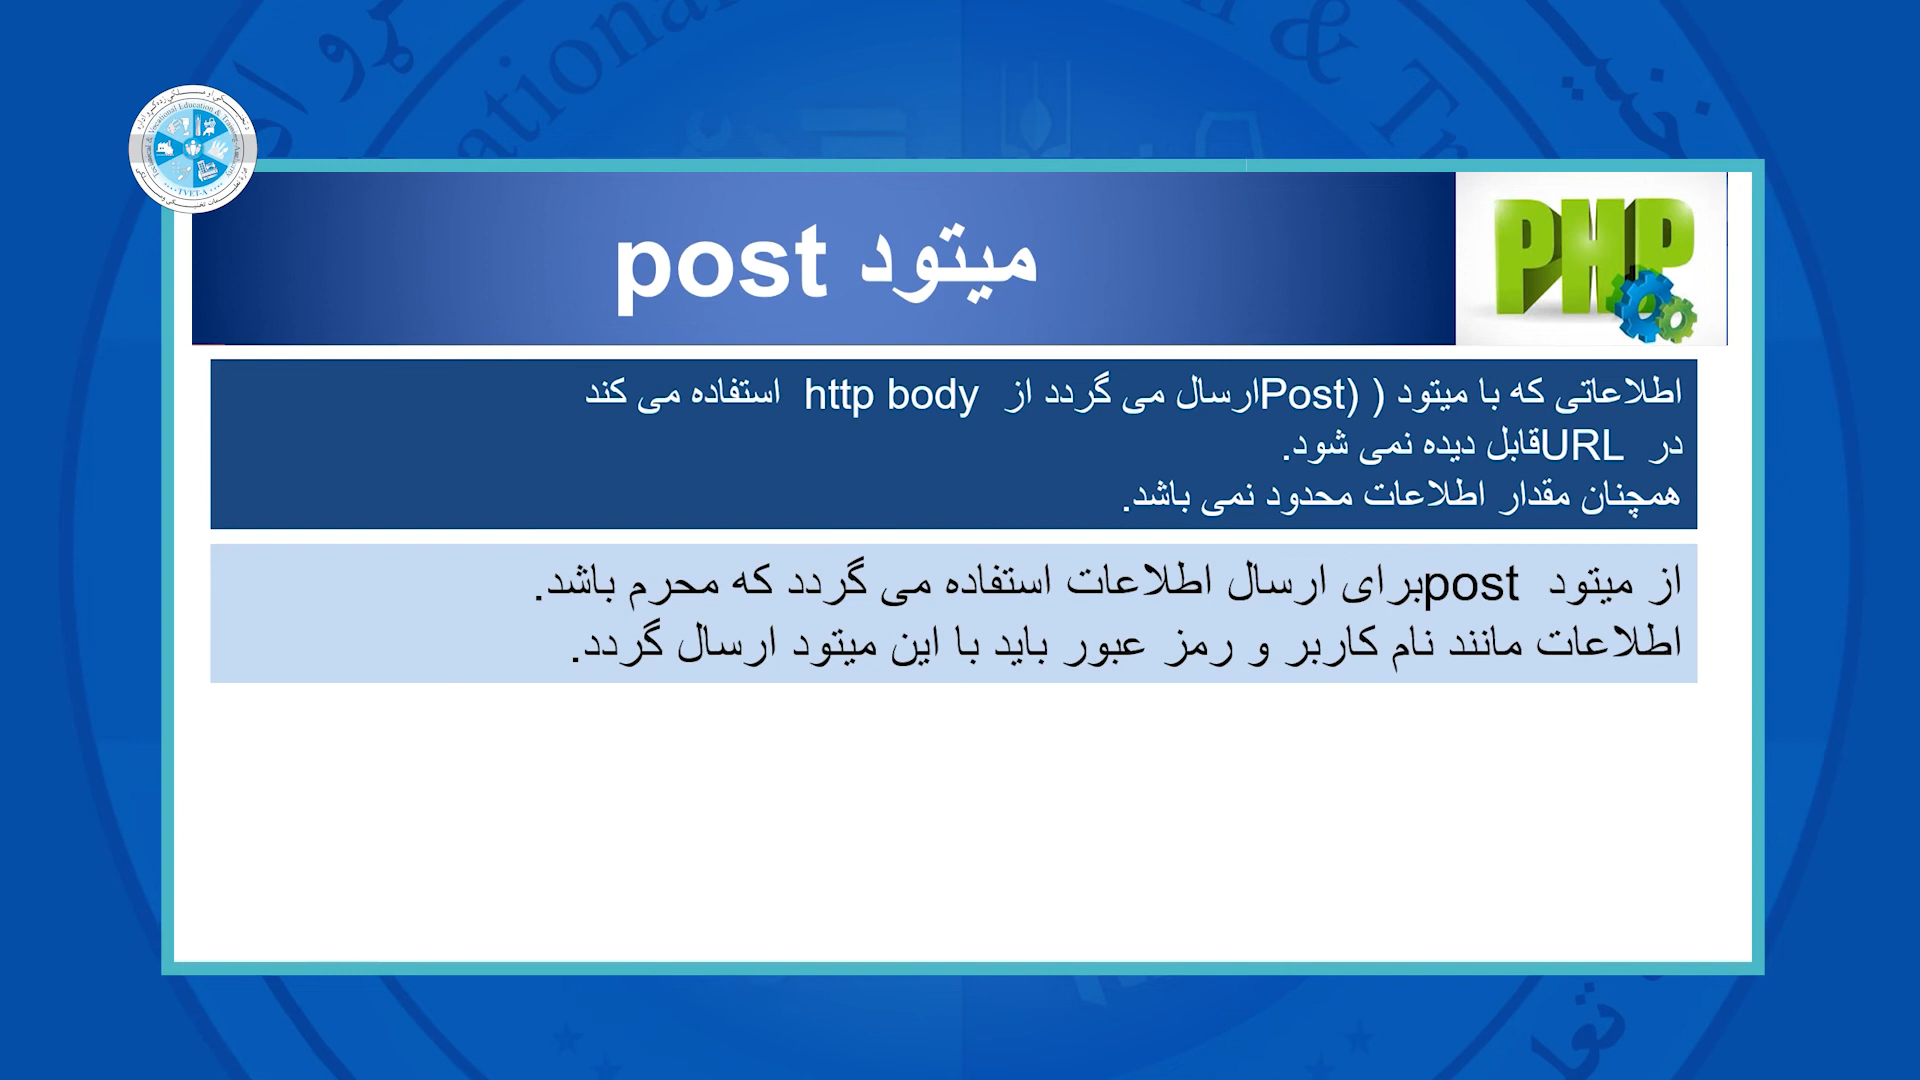 میتود post
PHP
اطلاعاتی که با میتود ( (Postارسال می گردد از http body استفاده می کند
در URLقابل دیده نمی شود.
همچنان مقدار اطلاعات محدود نمی باشد.
از میتود postبرای ارسال اطلاعات استفاده می گردد که محرم باشد.
اطلاعات مانند نام کاربر و رمز عبور باید با این میتود ارسال گردد.
TVET-A